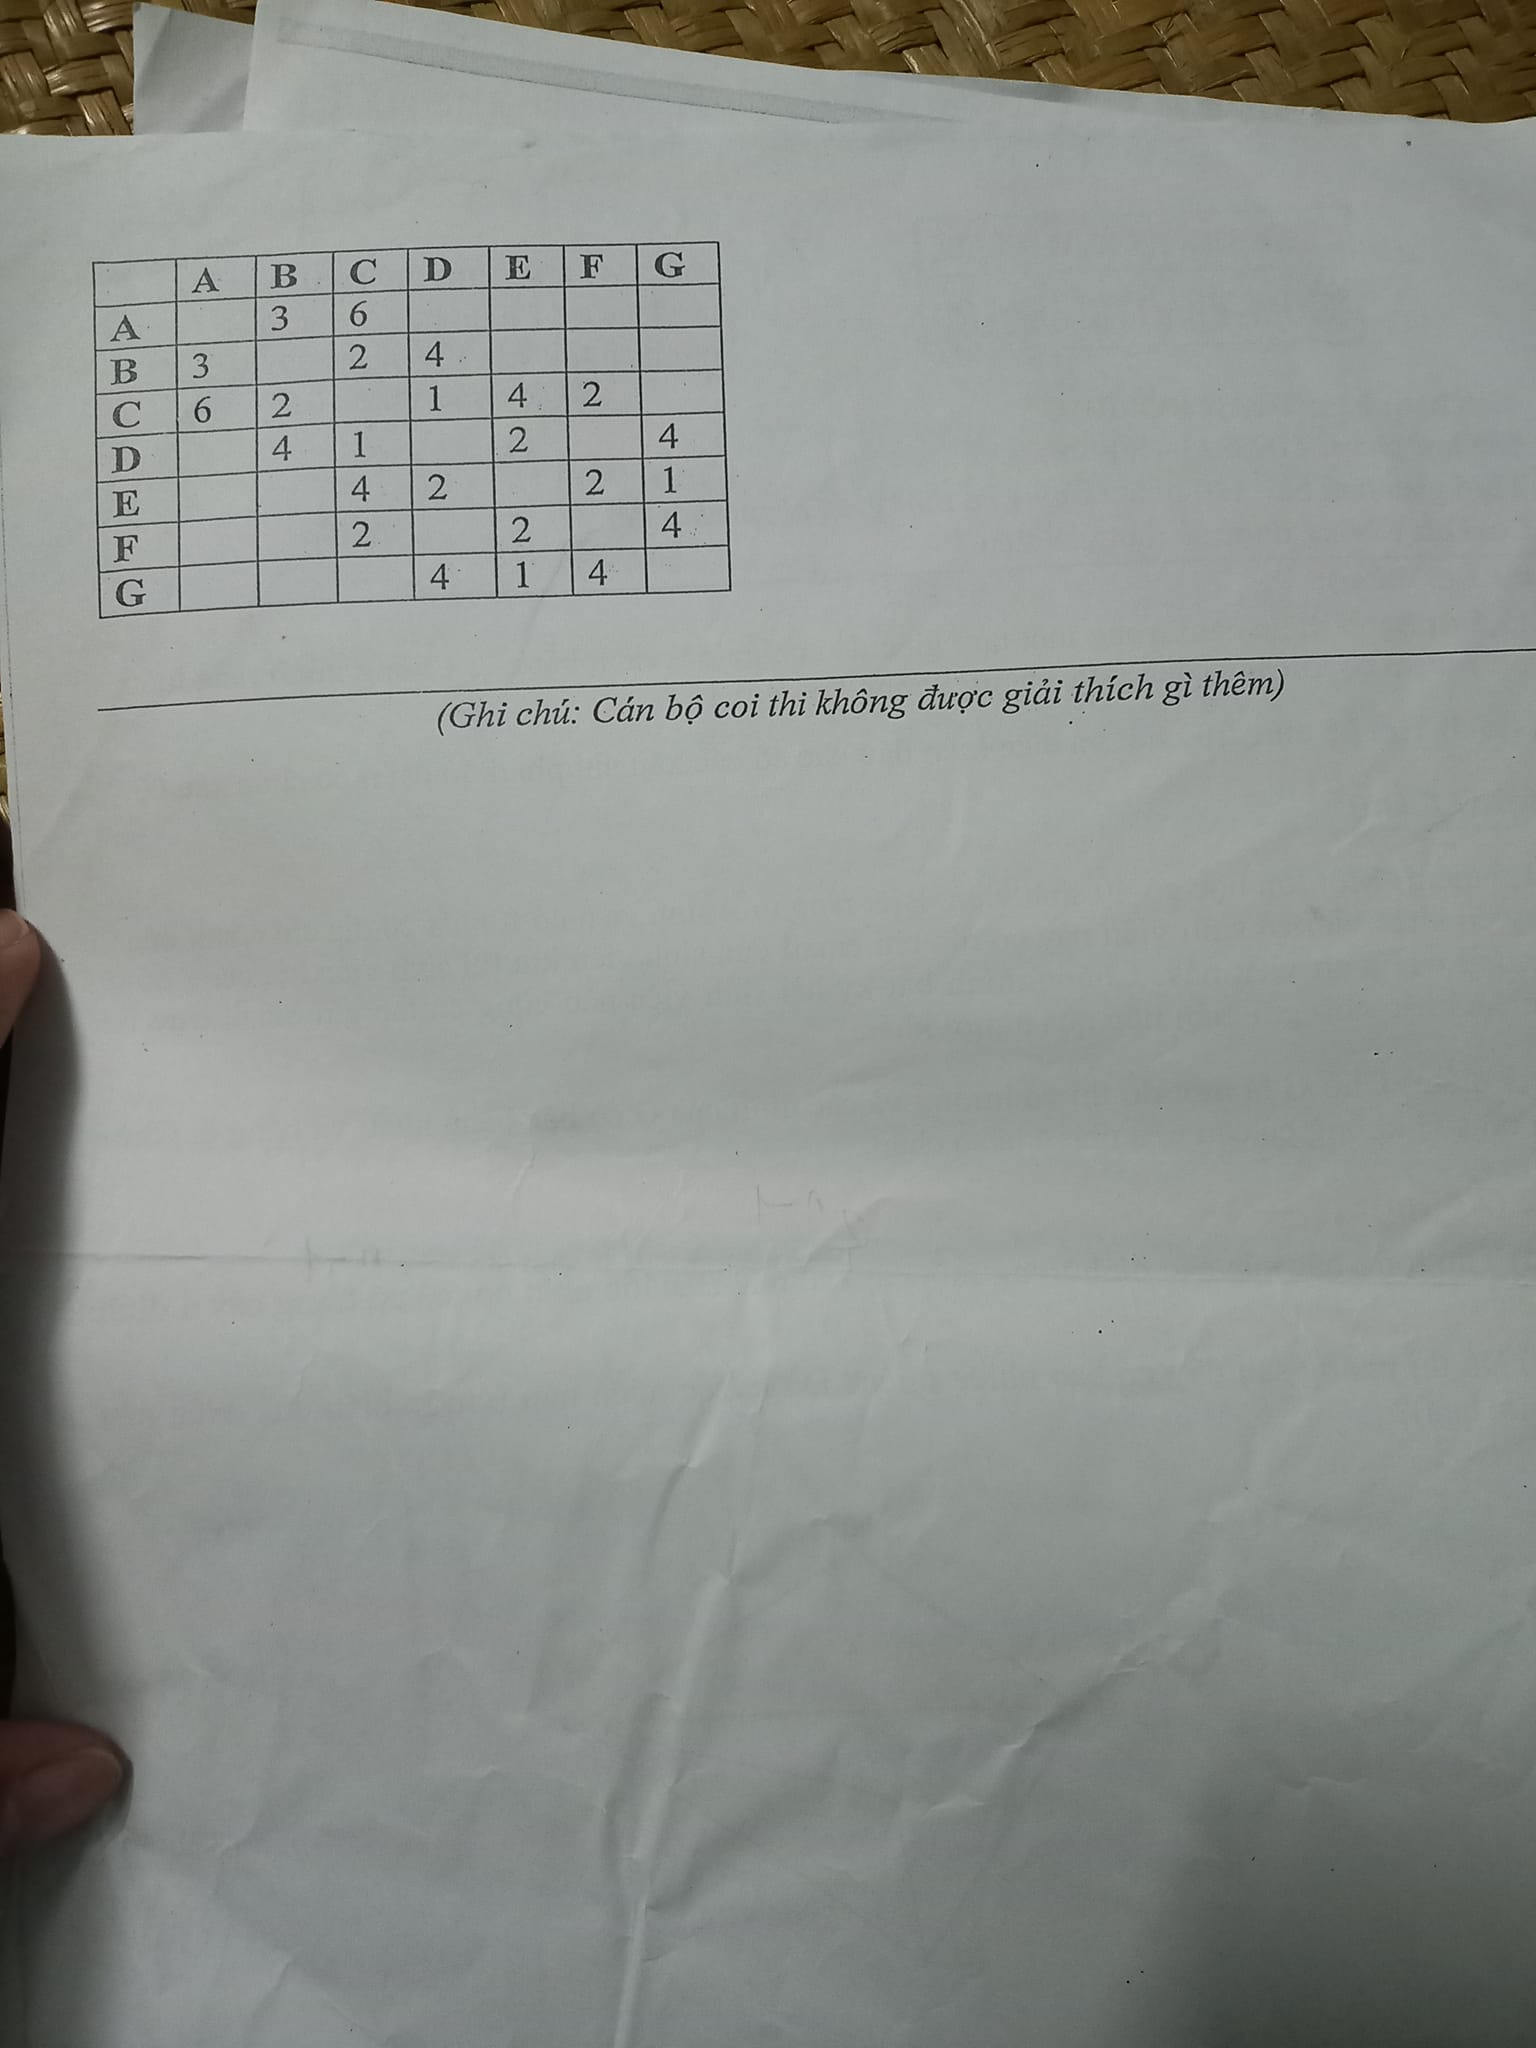 A B C D E F G
A 3 6
B 3 2 4
C 6 2 1 4 2
D 4 1 2 4
E 4 2 2 1
F 2 2 4
G 4 1 4
(Ghi chú: Cán bộ coi thi không được giải thích gì thêm)